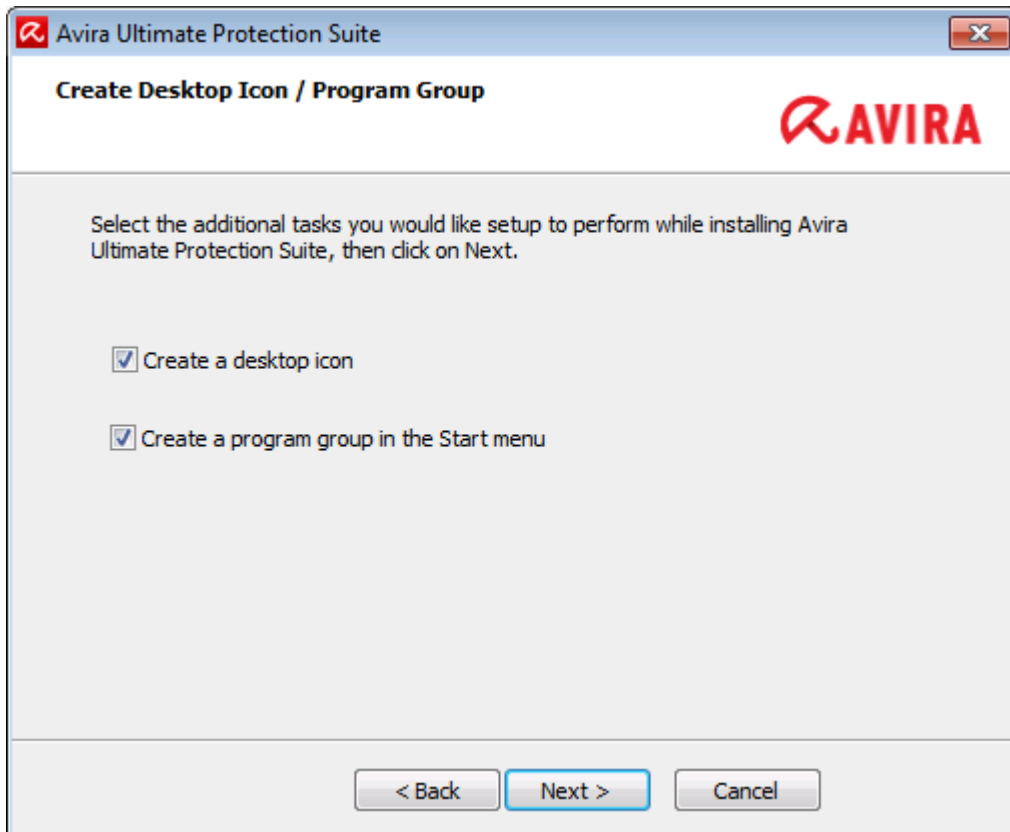 Avira Ultimate Protection Suite
Create Desktop Icon / Program Group
AVIRA
Select the additional tasks you would like setup to perform while installing Avira
Ultimate Protection Suite, then click on Next.
Create a desktop icon
Create a program group in the Start menu
< Back Next > Cancel